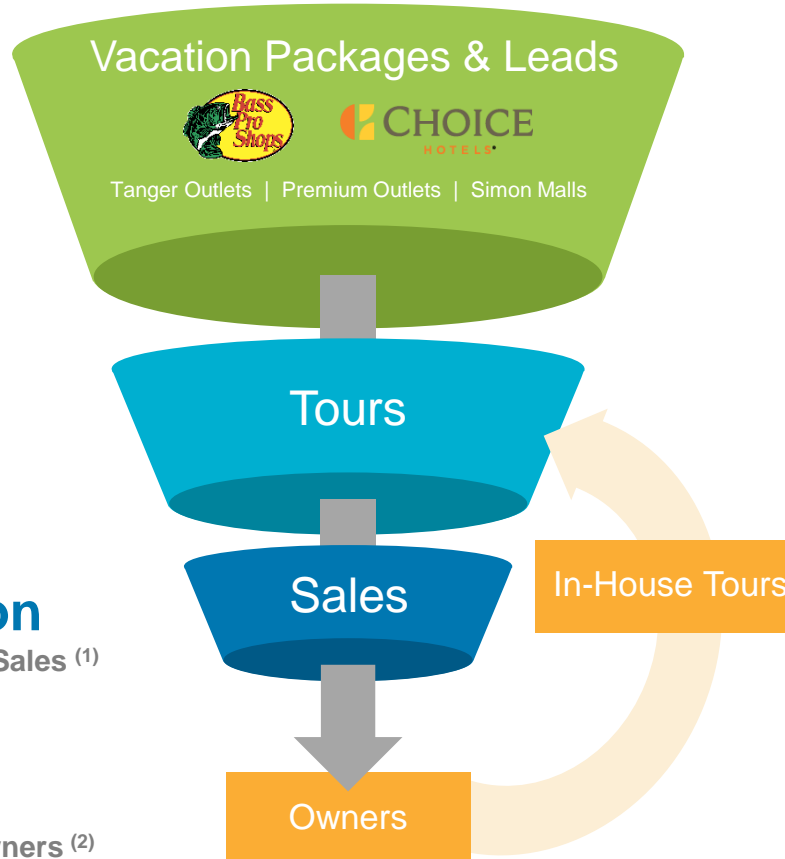 Vacation Packages & Leads
Bass
Pro
Shops
CHOICE
HOTELS
Tanger Outlets | Premium Outlets | Simon Malls
Tours
In-House Tours
Sales
on
Sales (1)
Owners
ners (2)